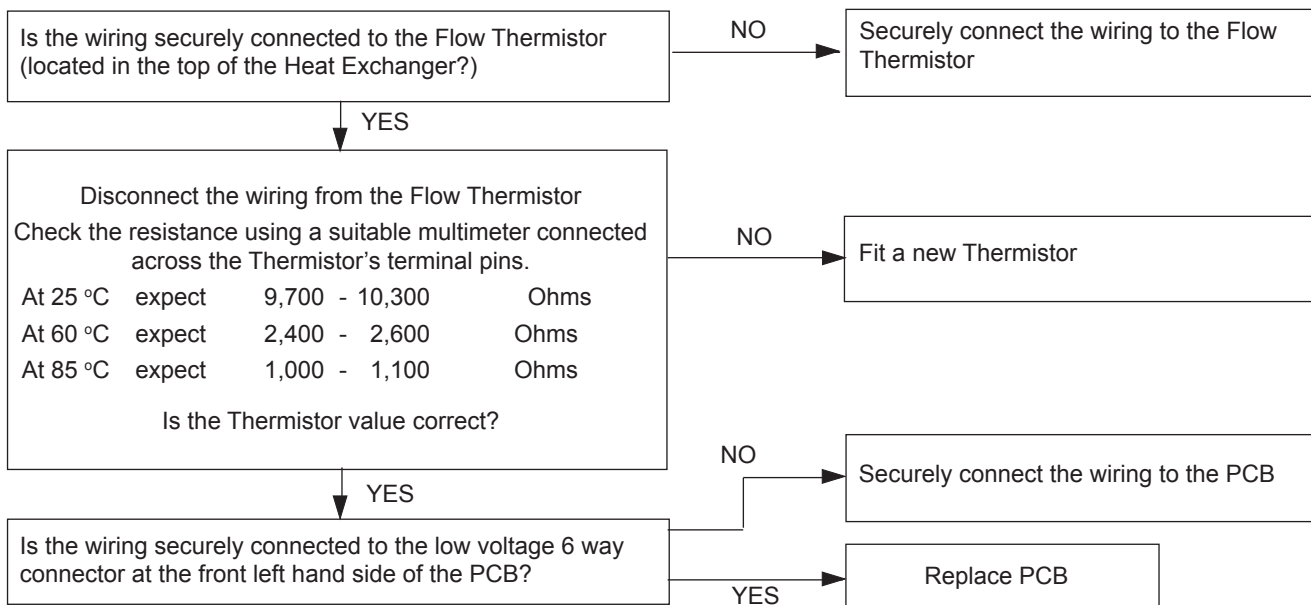 Is the wiring securely connected to the Flow Thermistor
(located in the top of the Heat Exchanger?)
NO
Securely connect the wiring to the Flow
Thermistor
YES
Disconnect the wiring from the Flow Thermistor
Check the resistance using a suitable multimeter connected
across the Thermistor's terminal pins.
At 25 °C expect 9,700 - 10,300 Ohms
At 60 °C expect 2,400 - 2,600 Ohms
At 85 °C expect 1,000 - 1,100 Ohms
Is the Thermistor value correct?
NO
Fit a new Thermistor
YES
Is the wiring securely connected to the low voltage 6 way
connector at the front left hand side of the PCB?
NO
Securely connect the wiring to the PCB
YES
Replace PCB